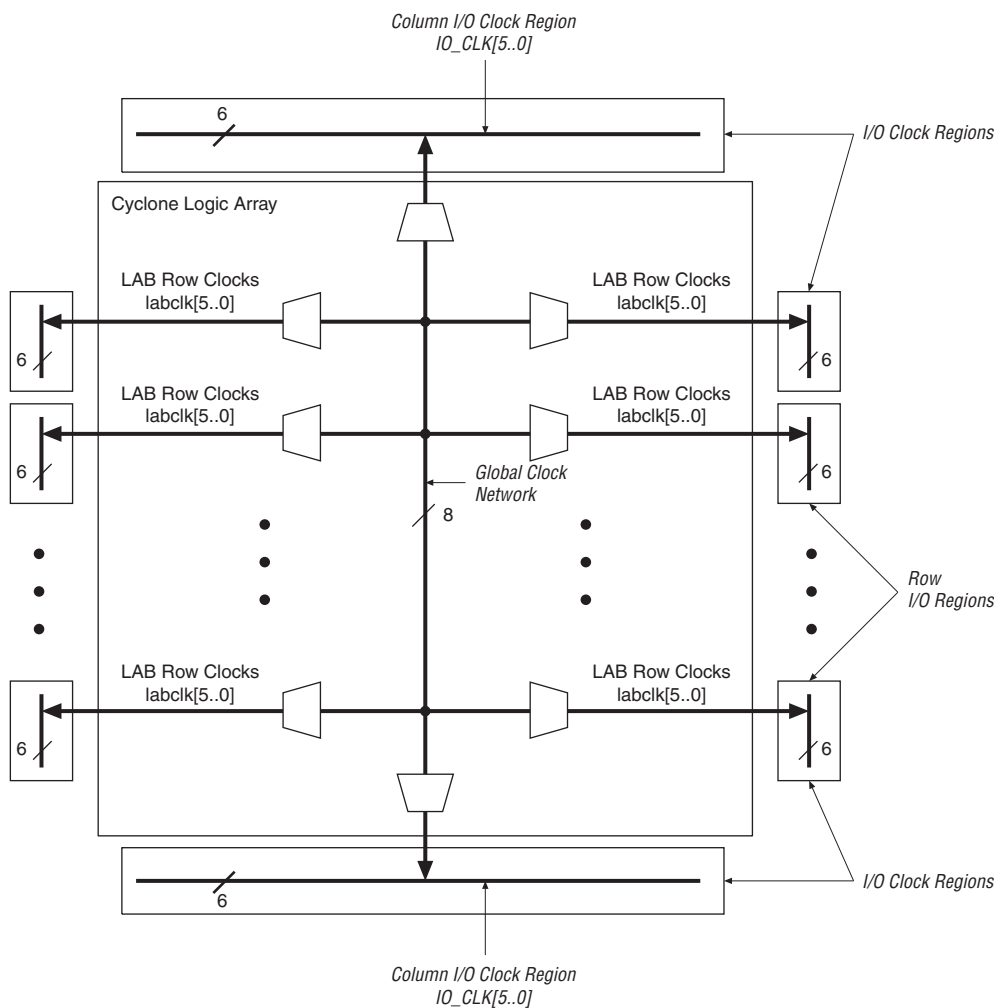 Column I/O Clock Region
IO_CLK[5..0]
6
I/O Clock Regions
Cyclone Logic Array
LAB Row Clocks
labclk[5..0]
LAB Row Clocks
labclk[5..0]
6
6
LAB Row Clocks
labclk[5..0]
LAB Row Clocks
labclk[5..0]
6
6
Global Clock
Network
8
Row
I/O Regions
LAB Row Clocks
labclk[5..0]
LAB Row Clocks
labclk[5..0]
6
6
6
I/O Clock Regions
Column I/O Clock Region
IO_CLK[5..0]